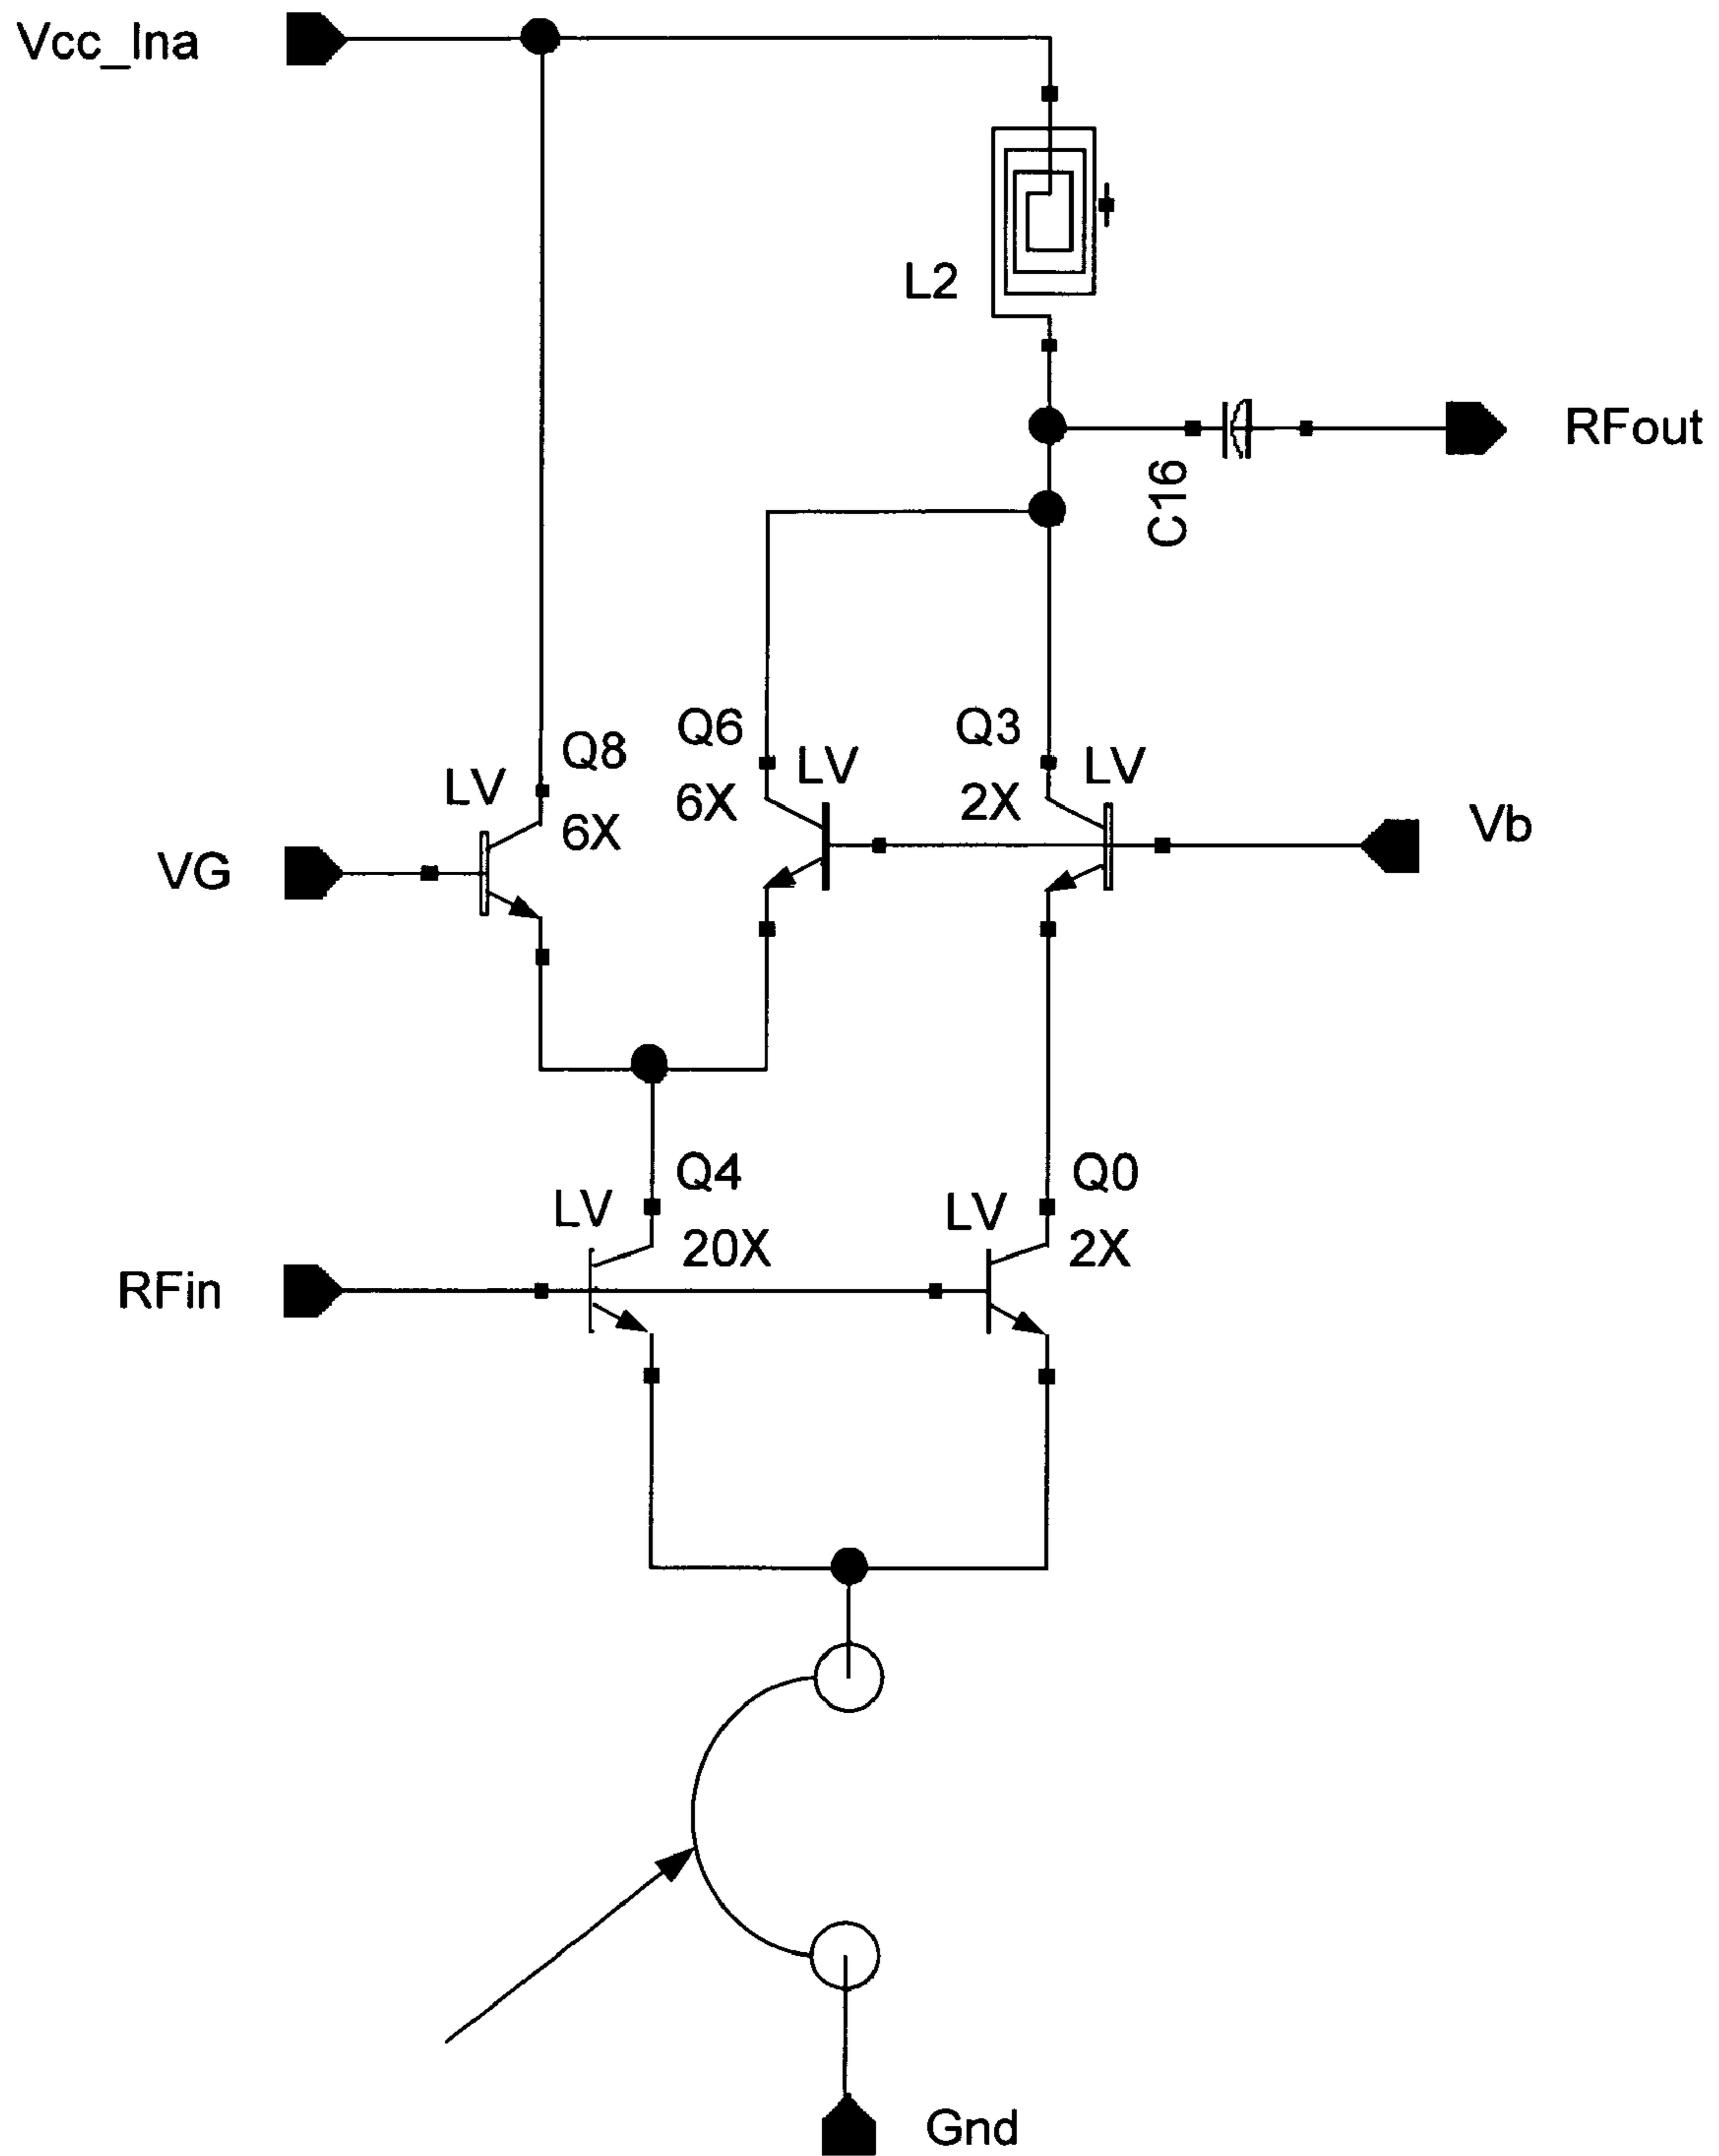 Vcc_lna
L2
RFout
C16
Q8
LV
6X
Q6
LV
6X
Q3
LV
2X
VG
Vb
Q4
LV
20X
Q0
LV
2X
RFin
Gnd